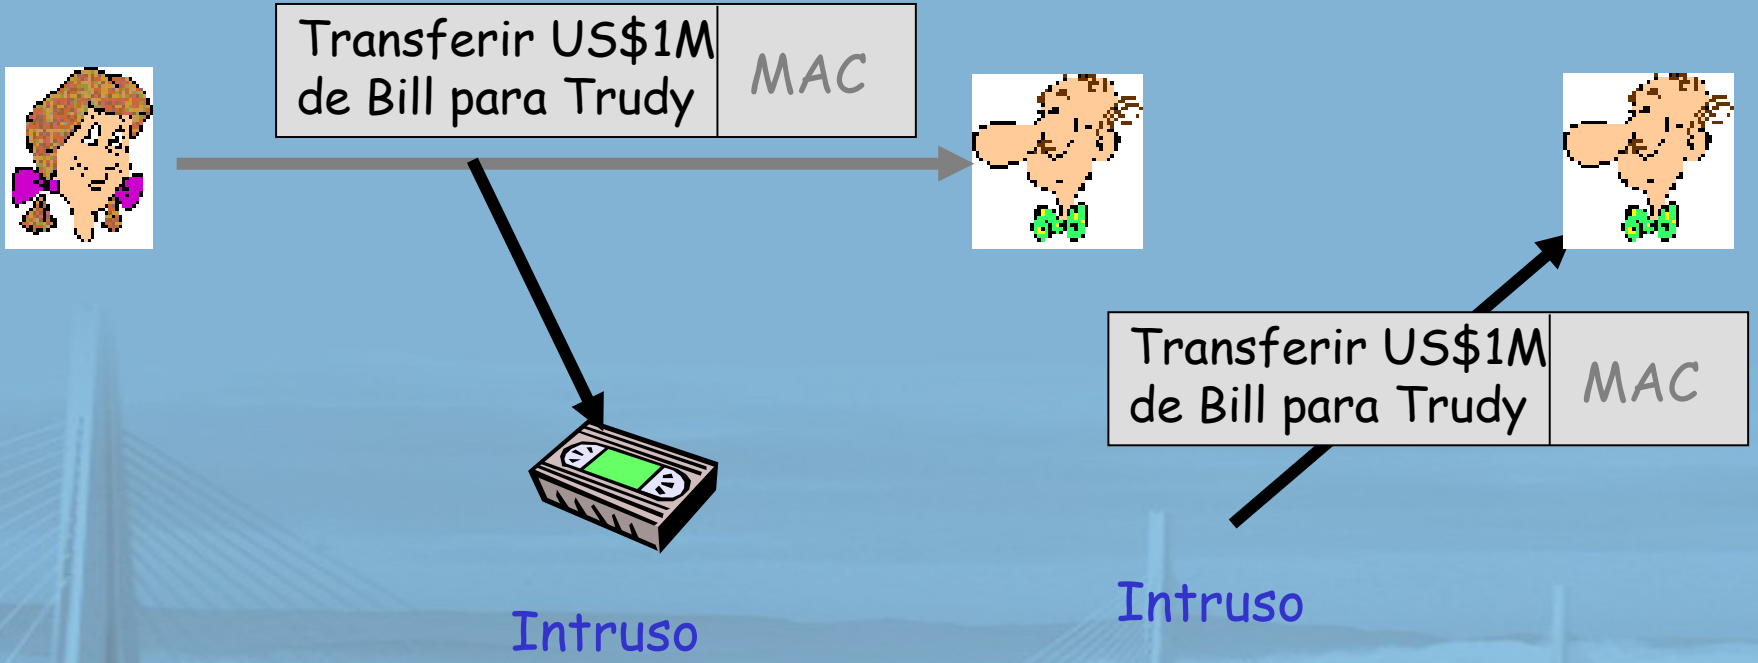 Transferir US$1M
de Bill para Trudy
MAC
Transferir US$1M
de Bill para Trudy
MAC
Intruso
Intruso